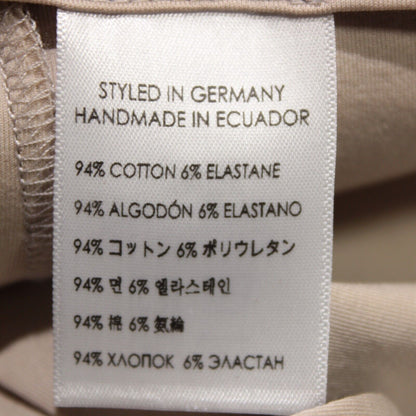 STYLED IN GERMANY
HANDMADE IN ECUADOR
94% COTTON 6% ELASTANE
94% ALGODÓN 6% ELASTANO
94% コットン 6% ポリウレタン
94% 면 6% 엘라스테인
94% 棉 6% 氨綸
94% ХЛОПОК 6% ЭЛАСТАН